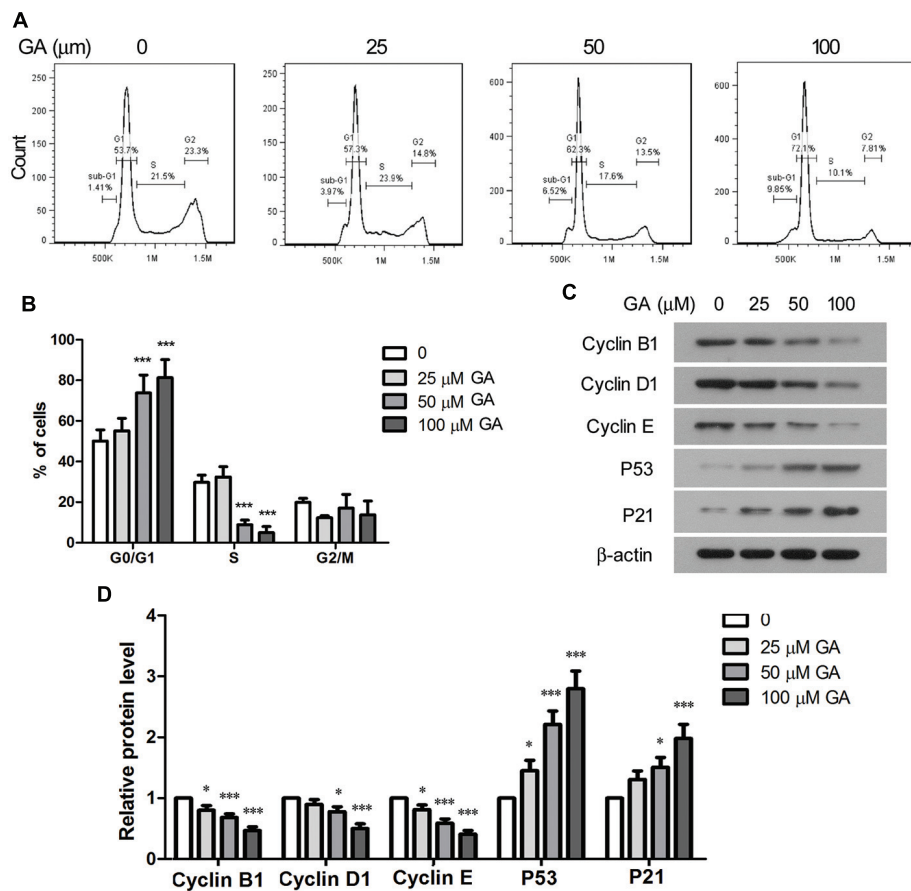 A
GA (μm) 0 25 50 100
Count
250
200
150
100
50
0
G1
53.7%
G2
23.3%
S
21.5%
sub-G1
1.41%
500K 1M 1.5M
250
200
150
100
50
0
G1
57.3%
G2
14.8%
S
23.9%
sub-G1
3.97%
500K 1M 1.5M
600
400
200
0
G1
62.3%
G2
13.5%
S
17.6%
sub-G1
6.52%
500K 1M 1.5M
600
400
200
0
G1
72.1%
G2
7.81%
S
10.1%
sub-G1
9.85%
500K 1M 1.5M
B
% of cells
100
80
60
40
20
0
*** ***
*** ***
G0/G1 S G2/M
0
25 μM GA
50 μM GA
100 μM GA
C
GA (μM) 0 25 50 100
Cyclin B1
Cyclin D1
Cyclin E
P53
P21
β-actin
D
Relative protein level
4
3
2
1
0
* *** ***
* ***
* *** ***
* *** ***
* ***
Cyclin B1 Cyclin D1 Cyclin E P53 P21
0
25 μM GA
50 μM GA
100 μM GA